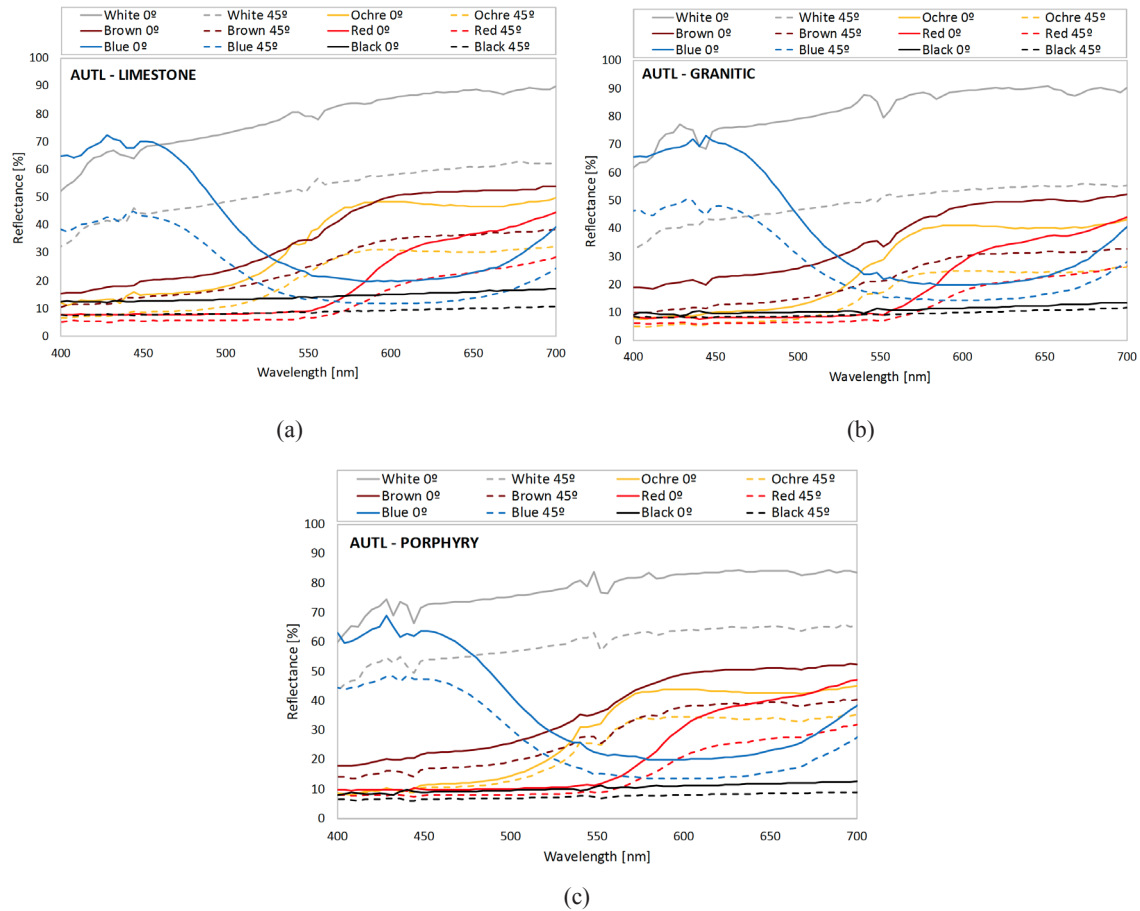 White 0º White 45º Ochre 0º Ochre 45º
Brown 0º Brown 45º Red 0º Red 45º
Blue 0º Blue 45º Black 0º Black 45º
AUTL - LIMESTONE
Reflectance [%]
100
90
80
70
60
50
40
30
20
10
0
400 450 500 550 600 650 700
Wavelength [nm]
(a)
White 0º White 45º Ochre 0º Ochre 45º
Brown 0º Brown 45º Red 0º Red 45º
Blue 0º Blue 45º Black 0º Black 45º
AUTL - GRANITIC
Reflectance [%]
100
90
80
70
60
50
40
30
20
10
0
400 450 500 550 600 650 700
Wavelength [nm]
(b)
White 0º White 45º Ochre 0º Ochre 45º
Brown 0º Brown 45º Red 0º Red 45º
Blue 0º Blue 45º Black 0º Black 45º
AUTL - PORPHYRY
Reflectance [%]
100
90
80
70
60
50
40
30
20
10
0
400 450 500 550 600 650 700
Wavelength [nm]
(c)